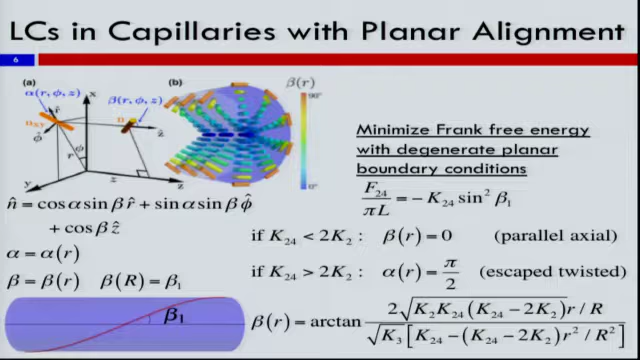 LCs in Capillaries with Planar Alignment
6
(a)
α(r, ϕ, z)
x
β(r, ϕ, z)
r̂
n
n_XY
ϕ̂
ϕ
r
ẑ
y
z
z
(b)
β(r)
90°
0°
Minimize Frank free energy
with degenerate planar
boundary conditions
F₂₄/πL = −K₂₄ sin² β₁
n̂ = cos α sin β r̂ + sin α sin β ϕ̂
+ cos β ẑ
α = α(r)
β = β(r) β(R) = β₁
β₁
if K₂₄ < 2K₂ : β(r) = 0 (parallel axial)
if K₂₄ > 2K₂ : α(r) = π/2 (escaped twisted)
β(r) = arctan 2√(K₂K₂₄(K₂₄ − 2K₂)) r / R / √K₃[K₂₄ − (K₂₄ − 2K₂)r² / R²]